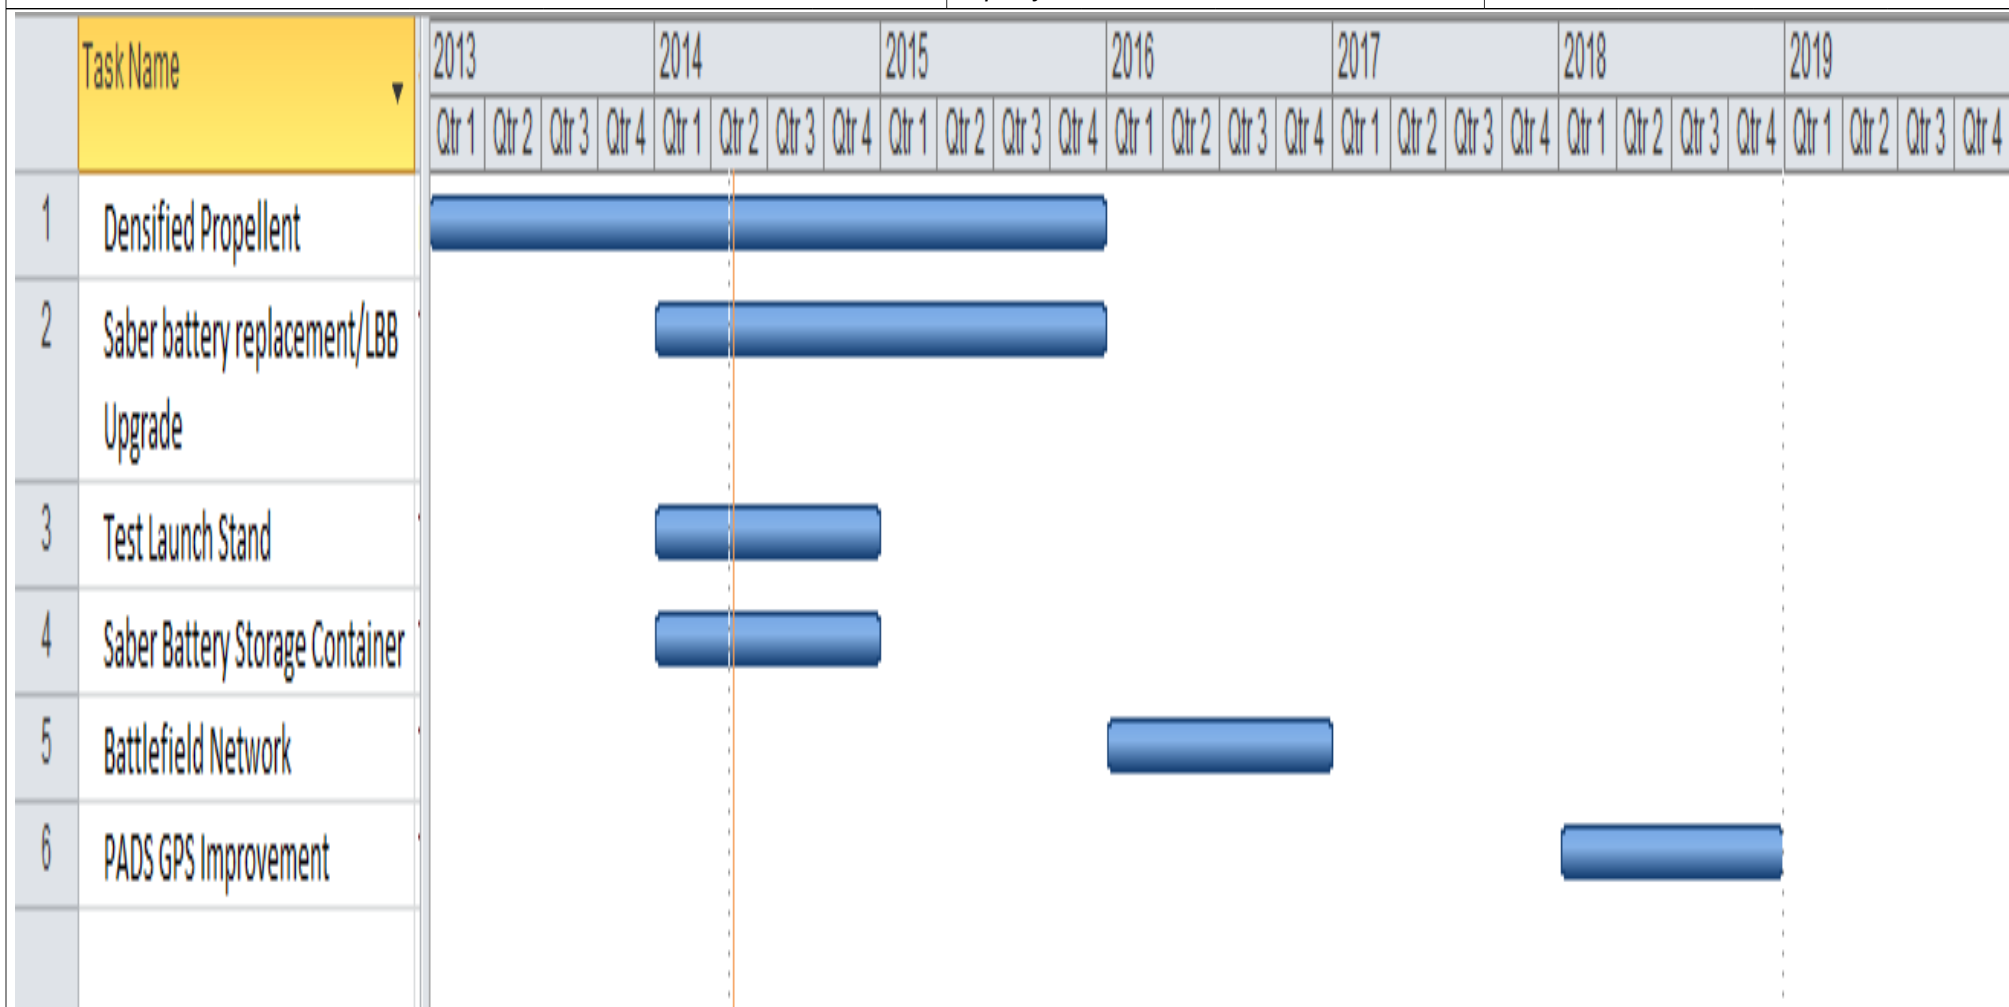 Task Name
2013 2014 2015 2016 2017 2018 2019
Qtr 1 Qtr 2 Qtr 3 Qtr 4 Qtr 1 Qtr 2 Qtr 3 Qtr 4 Qtr 1 Qtr 2 Qtr 3 Qtr 4 Qtr 1 Qtr 2 Qtr 3 Qtr 4 Qtr 1 Qtr 2 Qtr 3 Qtr 4 Qtr 1 Qtr 2 Qtr 3 Qtr 4 Qtr 1 Qtr 2 Qtr 3 Qtr 4
1 Densified Propellent
2 Saber battery replacement/LBB
Upgrade
3 Test Launch Stand
4 Saber Battery Storage Container
5 Battlefield Network
6 PADS GPS Improvement